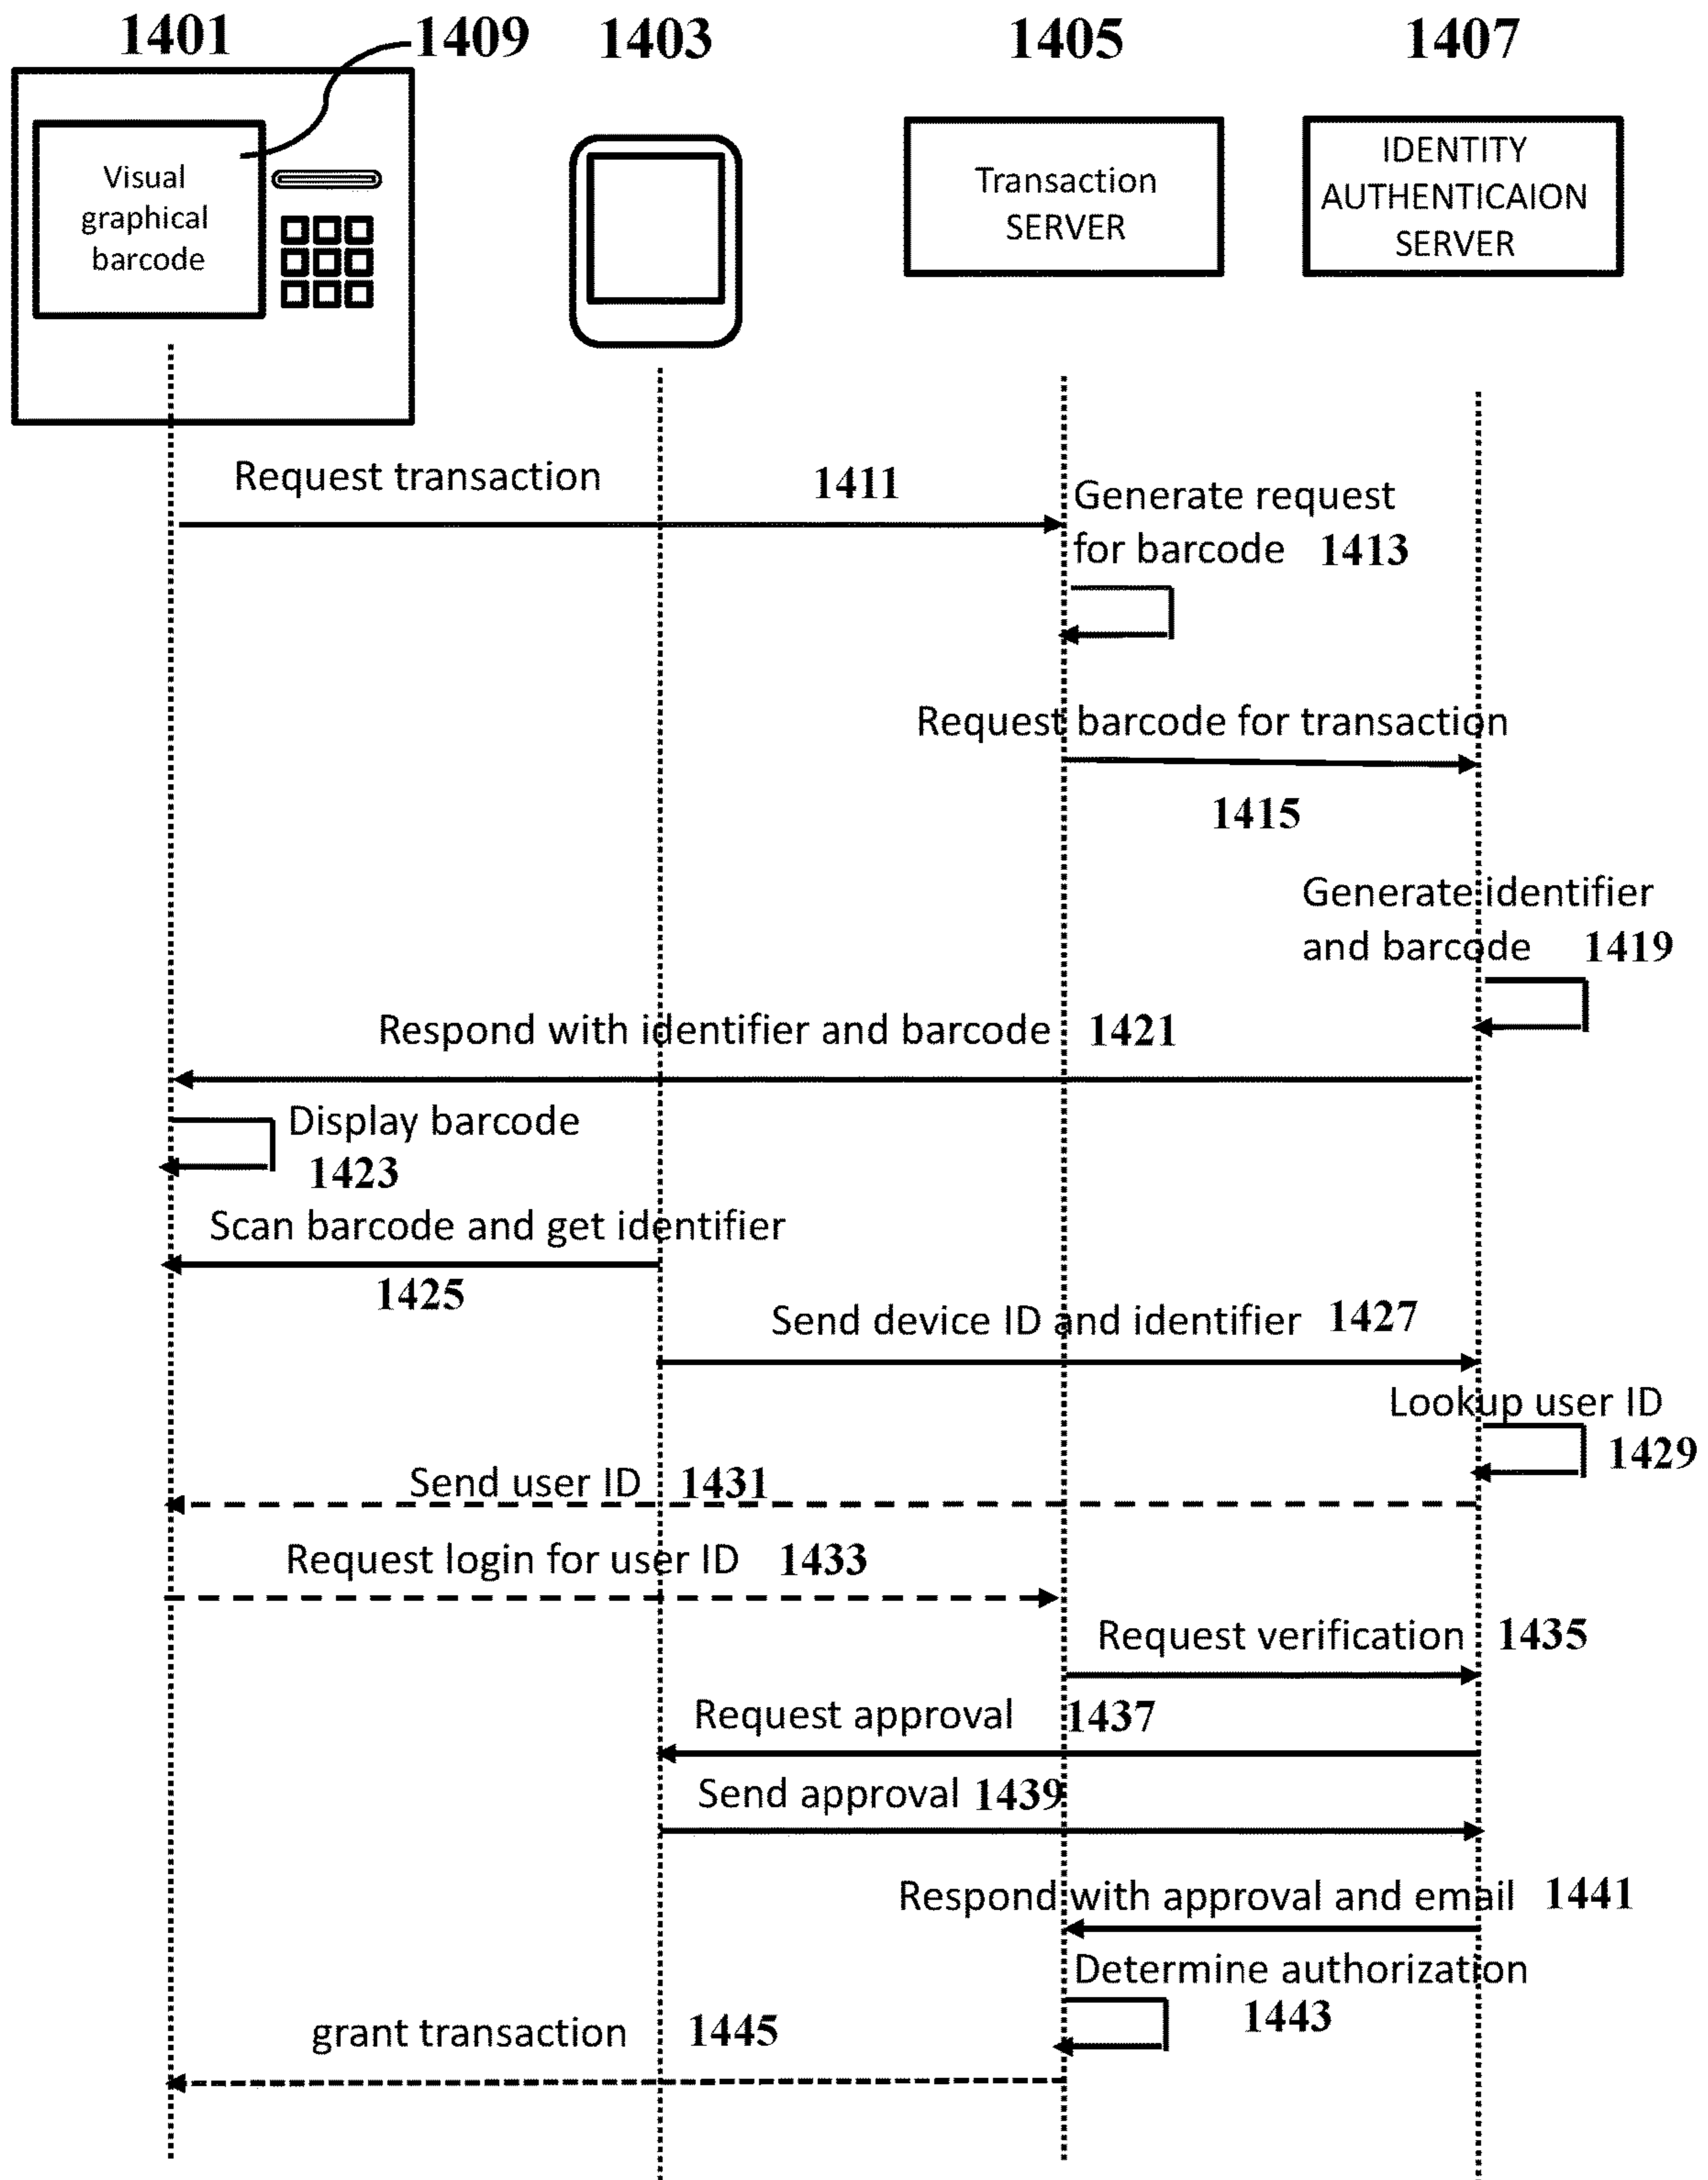 1401
1409
1403
1405
1407
Visual
graphical
barcode
Transaction
SERVER
IDENTITY
AUTHENTICAION
SERVER
Request transaction 1411
Generate request
for barcode 1413
Request barcode for transaction
1415
Generate identifier
and barcode 1419
Respond with identifier and barcode 1421
Display barcode
1423
Scan barcode and get identifier
1425
Send device ID and identifier 1427
Lookup user ID
1429
Send user ID 1431
Request login for user ID 1433
Request verification 1435
Request approval 1437
Send approval 1439
Respond with approval and email 1441
Determine authorization
1443
grant transaction 1445